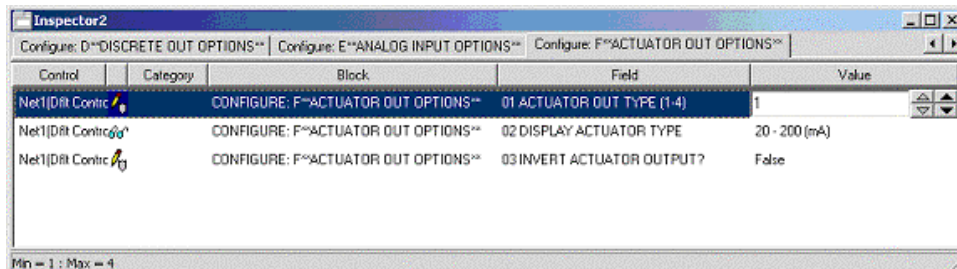 Inspector2
Configure: D**DISCRETE OUT OPTIONS** Configure: E**ANALOG INPUT OPTIONS** Configure: F**ACTUATOR OUT OPTIONS**
Control Category Block Field Value
Net1|Dflt Contrc CONFIGURE: F**ACTUATOR OUT OPTIONS** 01 ACTUATOR OUT TYPE (1-4) 1
Net1|Dflt Contrc CONFIGURE: F**ACTUATOR OUT OPTIONS** 02 DISPLAY ACTUATOR TYPE 20 - 200 (mA)
Net1|Dflt Contrc CONFIGURE: F**ACTUATOR OUT OPTIONS** 03 INVERT ACTUATOR OUTPUT? False
Min = 1 : Max = 4